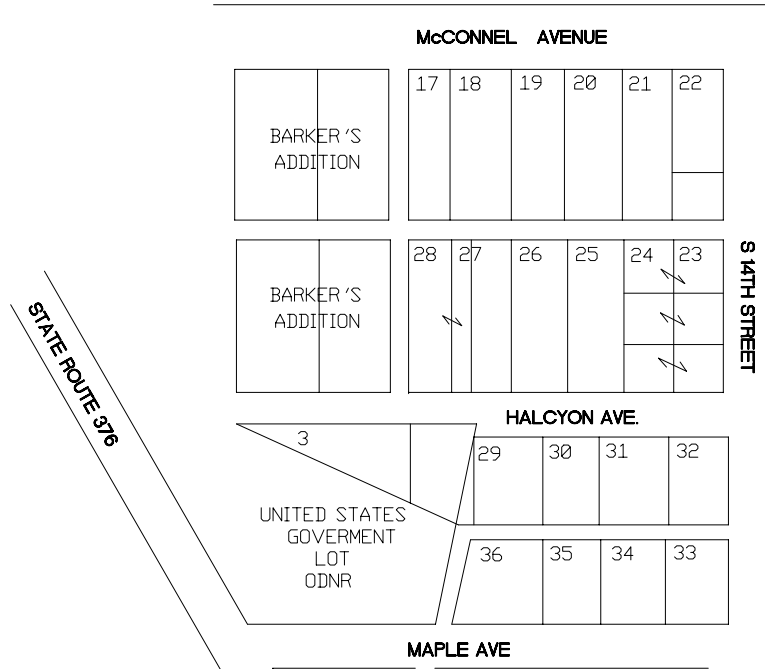 McCONNEL AVENUE
17 18 19 20 21 22
BARKER'S
ADDITION
28 27 26 25 24 23
BARKER'S
ADDITION
S 14TH STREET
STATE ROUTE 376
HALCYON AVE.
3
29 30 31 32
UNITED STATES
GOVERMENT
LOT
ODNR
36 35 34 33
MAPLE AVE